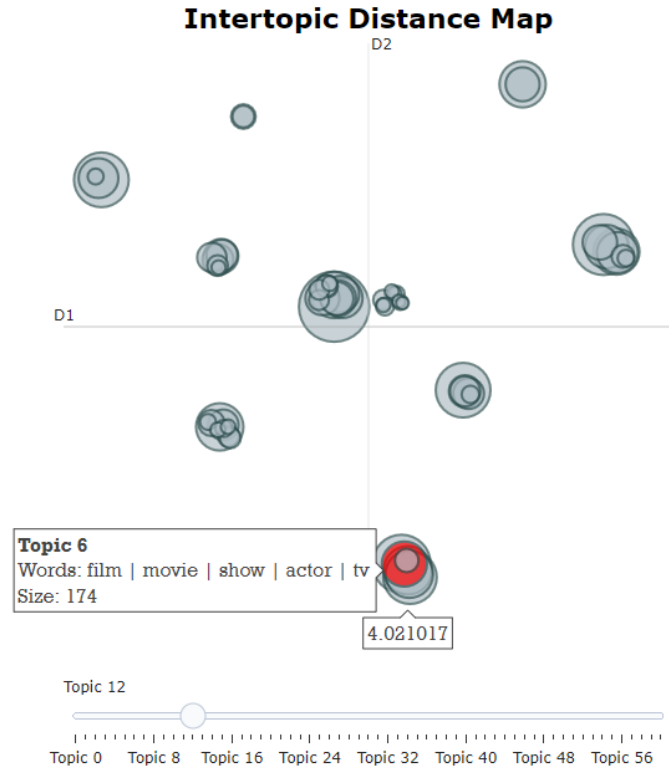 Intertopic Distance Map
D2
D1
Topic 6
Words: film | movie | show | actor | tv
Size: 174
4.021017
Topic 12
Topic 0 Topic 8 Topic 16 Topic 24 Topic 32 Topic 40 Topic 48 Topic 56